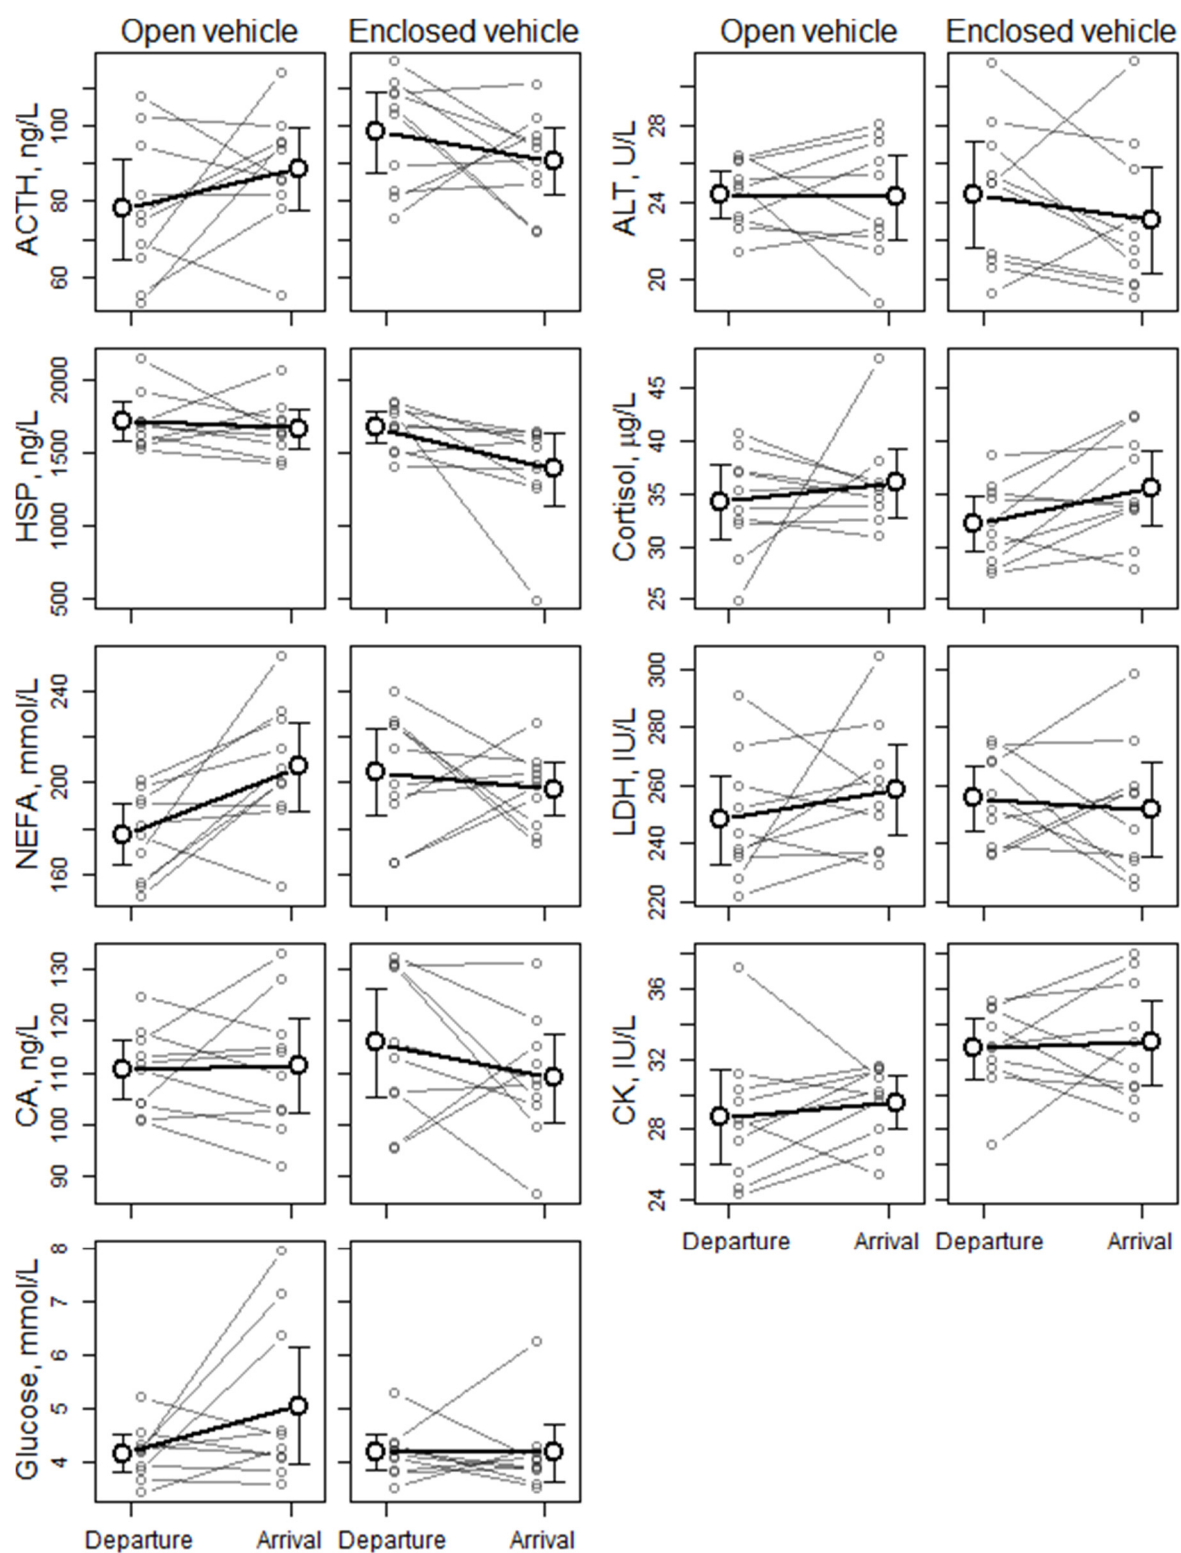 Open vehicle Enclosed vehicle Open vehicle Enclosed vehicle
ACTH, ng/L
60 80 100
ALT, U/L
20 24 28
HSP, ng/L
500 1000 1500 2000
Cortisol, µg/L
25 30 35 40 45
NEFA, mmol/L
160 200 240
LDH, IU/L
220 240 260 280 300
CA, ng/L
90 100 110 120 130
CK, IU/L
24 28 32 36
Departure Arrival Departure Arrival
Glucose, mmol/L
4 5 6 7 8
Departure Arrival Departure Arrival